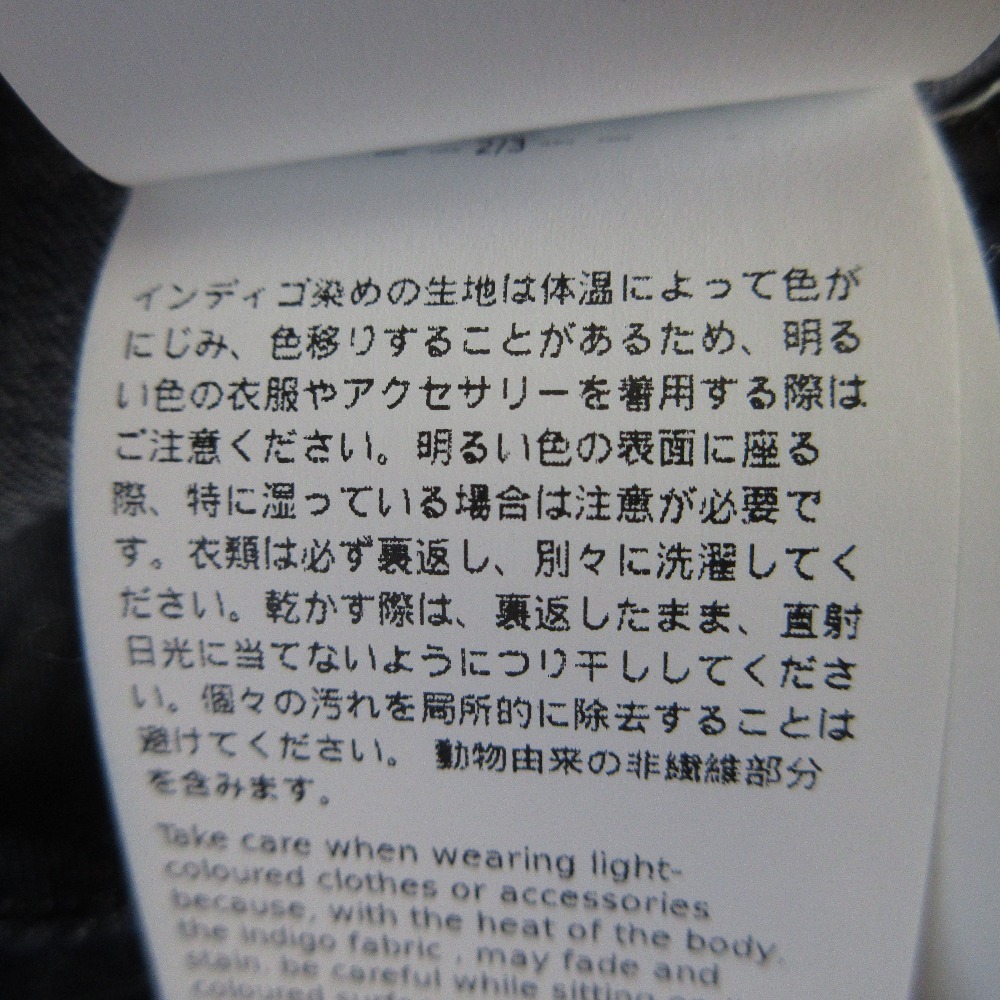 2/3
インディゴ染めの生地は体温によって色が
にじみ、色移りすることがあるため、明る
い色の衣服やアクセサリーを着用する際は
ご注意ください。明るい色の表面に座る
際、特に湿っている場合は注意が必要で
す。衣類は必ず裏返し、別々に洗濯してく
ださい。乾かす際は、裏返したまま、直射
日光に当てないようにつり干ししてくださ
い。個々の汚れを局所的に除去することは
避けてください。 動物由来の非繊維部分
を含みます。
Take care when wearing light-
coloured clothes or accessories
because, with the heat of the body,
the indigo fabric , may fade and
stain, be careful while sitting on
coloured